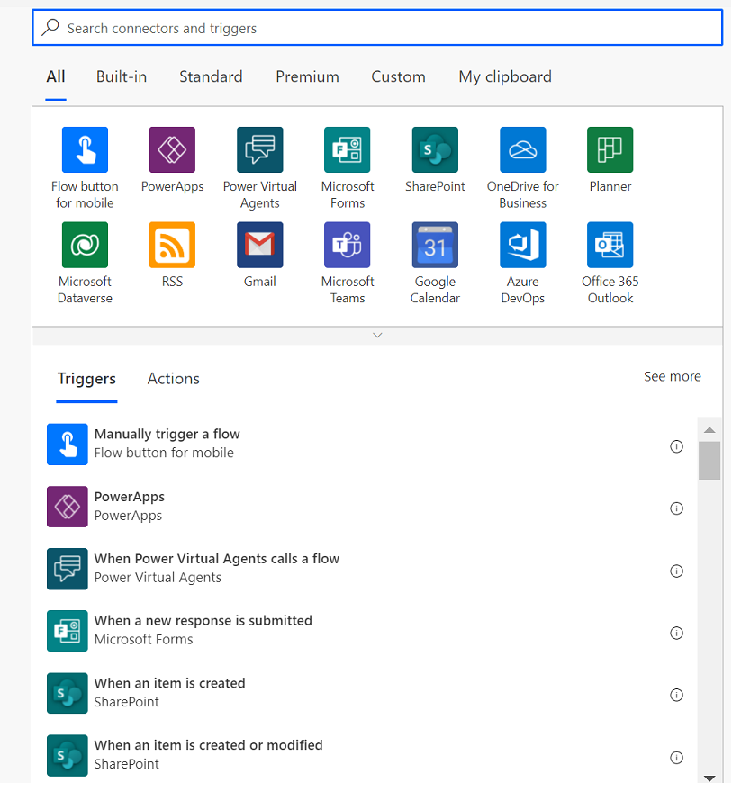 Search connectors and triggers
All Built-in Standard Premium Custom My clipboard
Flow button for mobile
PowerApps
Power Virtual Agents
Microsoft Forms
SharePoint
OneDrive for Business
Planner
Microsoft Dataverse
RSS
Gmail
Microsoft Teams
31
Google Calendar
Azure DevOps
Office 365 Outlook
Triggers Actions See more
Manually trigger a flow
Flow button for mobile
PowerApps
PowerApps
When Power Virtual Agents calls a flow
Power Virtual Agents
When a new response is submitted
Microsoft Forms
When an item is created
SharePoint
When an item is created or modified
SharePoint